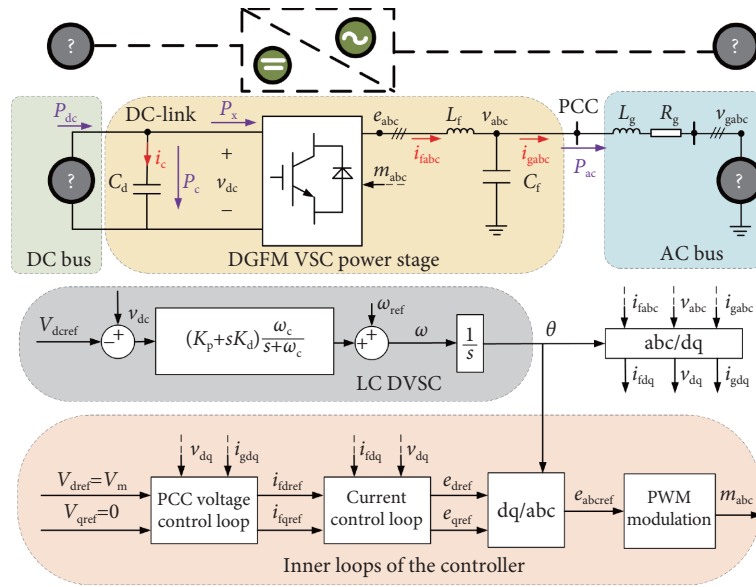 ? ?
P_dc DC-link P_x e_abc L_f v_abc PCC L_g R_g v_gabc
i_c + i_fabc i_gabc
? C_d P_c v_dc m_abc C_f P_ac ?
−
DC bus DGFM VSC power stage AC bus
V_dcref v_dc − + (K_p+sK_d) ω_c/(s+ω_c) ω_ref + + ω 1/s θ
LC DVSC
i_fabc v_abc i_gabc
abc/dq
i_fdq v_dq i_gdq
v_dq i_gdq i_fdq v_dq
V_dref=V_m PCC voltage control loop i_fdref Current control loop e_dref dq/abc e_abcref PWM modulation m_abc
V_qref=0 i_fqref e_qref
Inner loops of the controller